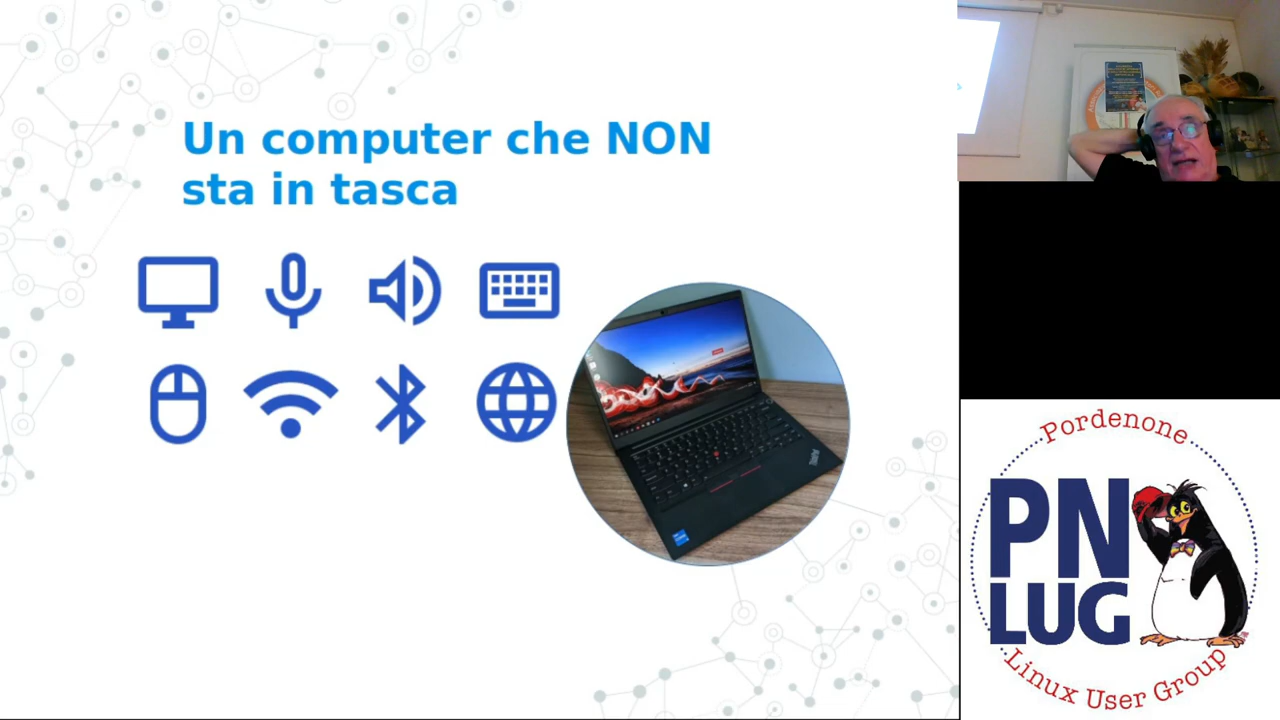 Un computer che NON
sta in tasca
Pordenone
PN
LUG
Linux User Group